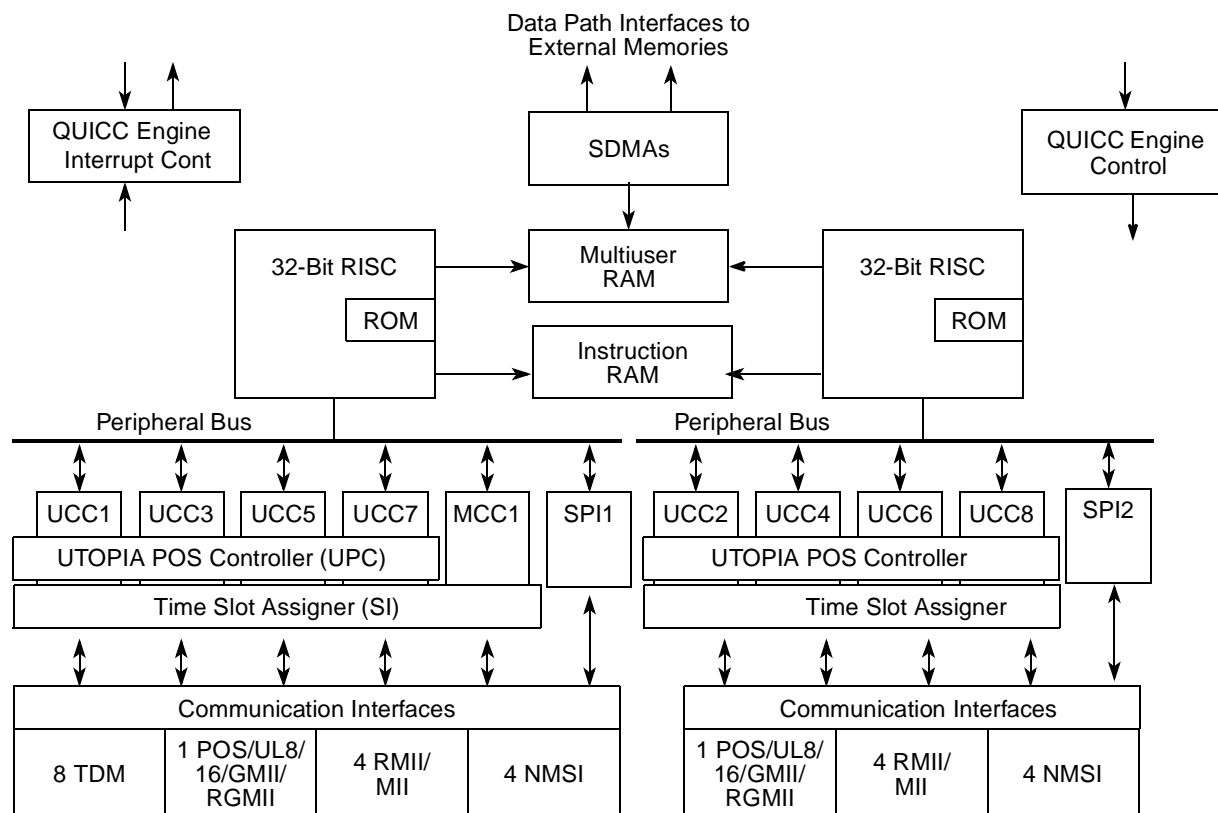 Data Path Interfaces to
External Memories
QUICC Engine
Interrupt Cont
SDMAs
QUICC Engine
Control
32-Bit RISC
ROM
Multiuser
RAM
32-Bit RISC
ROM
Instruction
RAM
Peripheral Bus
Peripheral Bus
UCC1
UCC3
UCC5
UCC7
MCC1
SPI1
UCC2
UCC4
UCC6
UCC8
SPI2
UTOPIA POS Controller (UPC)
UTOPIA POS Controller
Time Slot Assigner (SI)
Time Slot Assigner
Communication Interfaces
8 TDM
1 POS/UL8/
16/GMII/
RGMII
4 RMII/
MII
4 NMSI
Communication Interfaces
1 POS/UL8/
16/GMII/
RGMII
4 RMII/
MII
4 NMSI